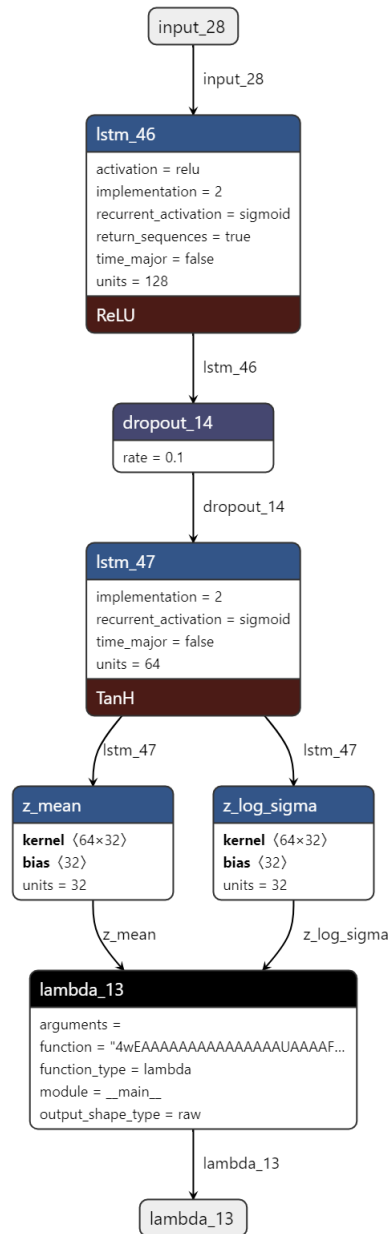 input_28
input_28
lstm_46
activation = relu
implementation = 2
recurrent_activation = sigmoid
return_sequences = true
time_major = false
units = 128
ReLU
lstm_46
dropout_14
rate = 0.1
dropout_14
lstm_47
implementation = 2
recurrent_activation = sigmoid
time_major = false
units = 64
TanH
lstm_47
lstm_47
z_mean
kernel 〈64×32〉
bias 〈32〉
units = 32
z_log_sigma
kernel 〈64×32〉
bias 〈32〉
units = 32
z_mean
z_log_sigma
lambda_13
arguments =
function = "4wEAAAAAAAAAAAAAAAUAAAAF...
function_type = lambda
module = __main__
output_shape_type = raw
lambda_13
lambda_13